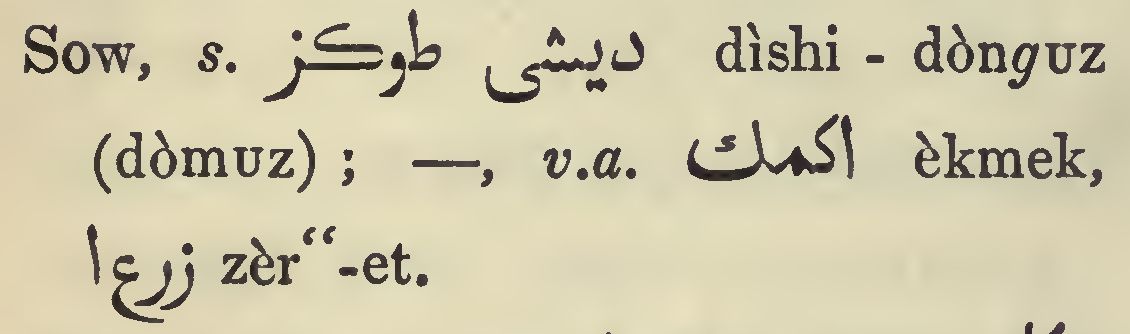 Sow, s. دیشی طوكز dìshi - dònguz
(dòmuz) ; —, v.a. اكمك èkmek,
زرع ا zèr“-et.